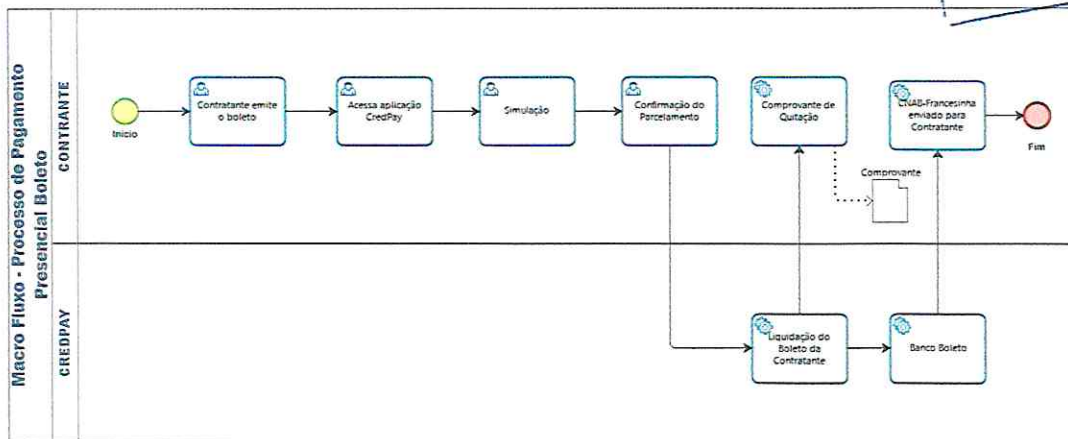 Macro Fluxo - Processo de Pagamento
Presencial Boleto
CONTRANTE
Início
Contratante emite
o boleto
Acessa aplicação
CredPay
Simulação
Confirmação do
Parcelamento
Comprovante de
Quitação
Comprovante
CNAB-Francesinha
enviado para
Contratante
Fim
CREDPAY
Liquidação do
Boleto da
Contratante
Banco Boleto